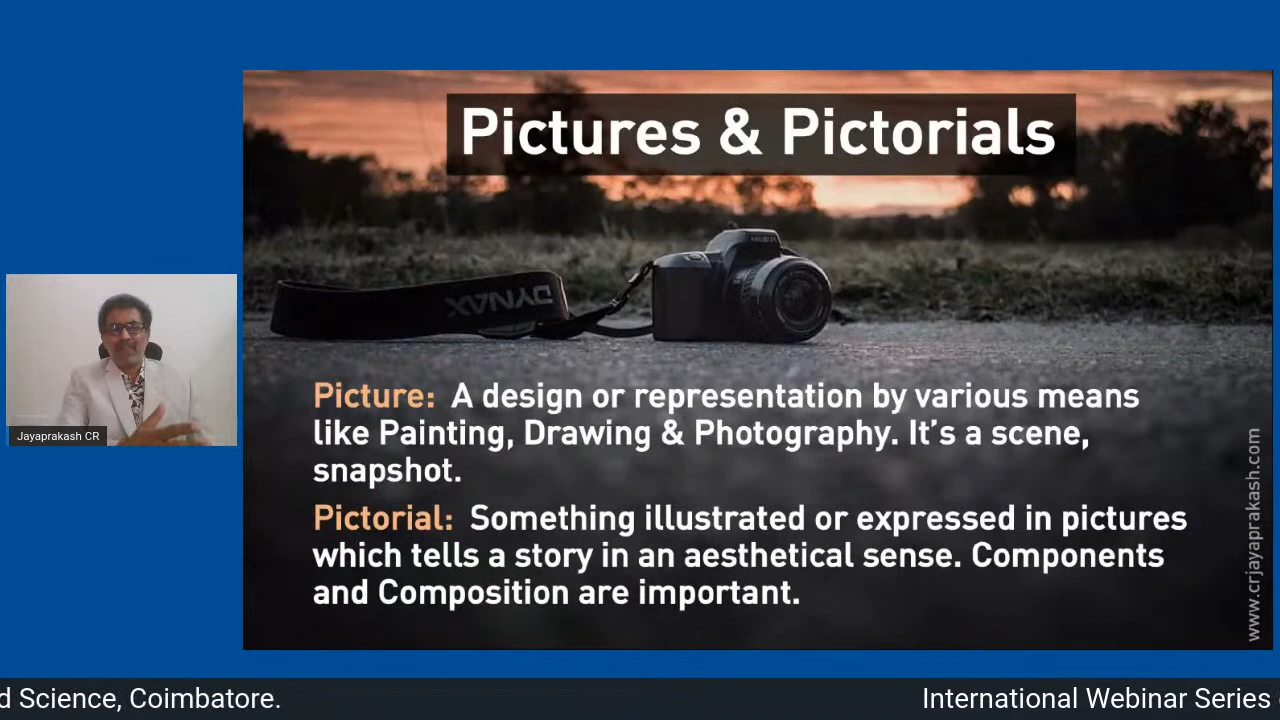 Pictures & Pictorials
MINOLTA
DYNAX
Picture: A design or representation by various means
like Painting, Drawing & Photography. It's a scene,
snapshot.
Pictorial: Something illustrated or expressed in pictures
which tells a story in an aesthetical sense. Components
and Composition are important.
www.crjayaprakash.com
Jayaprakash CR
d Science, Coimbatore.
International Webinar Series